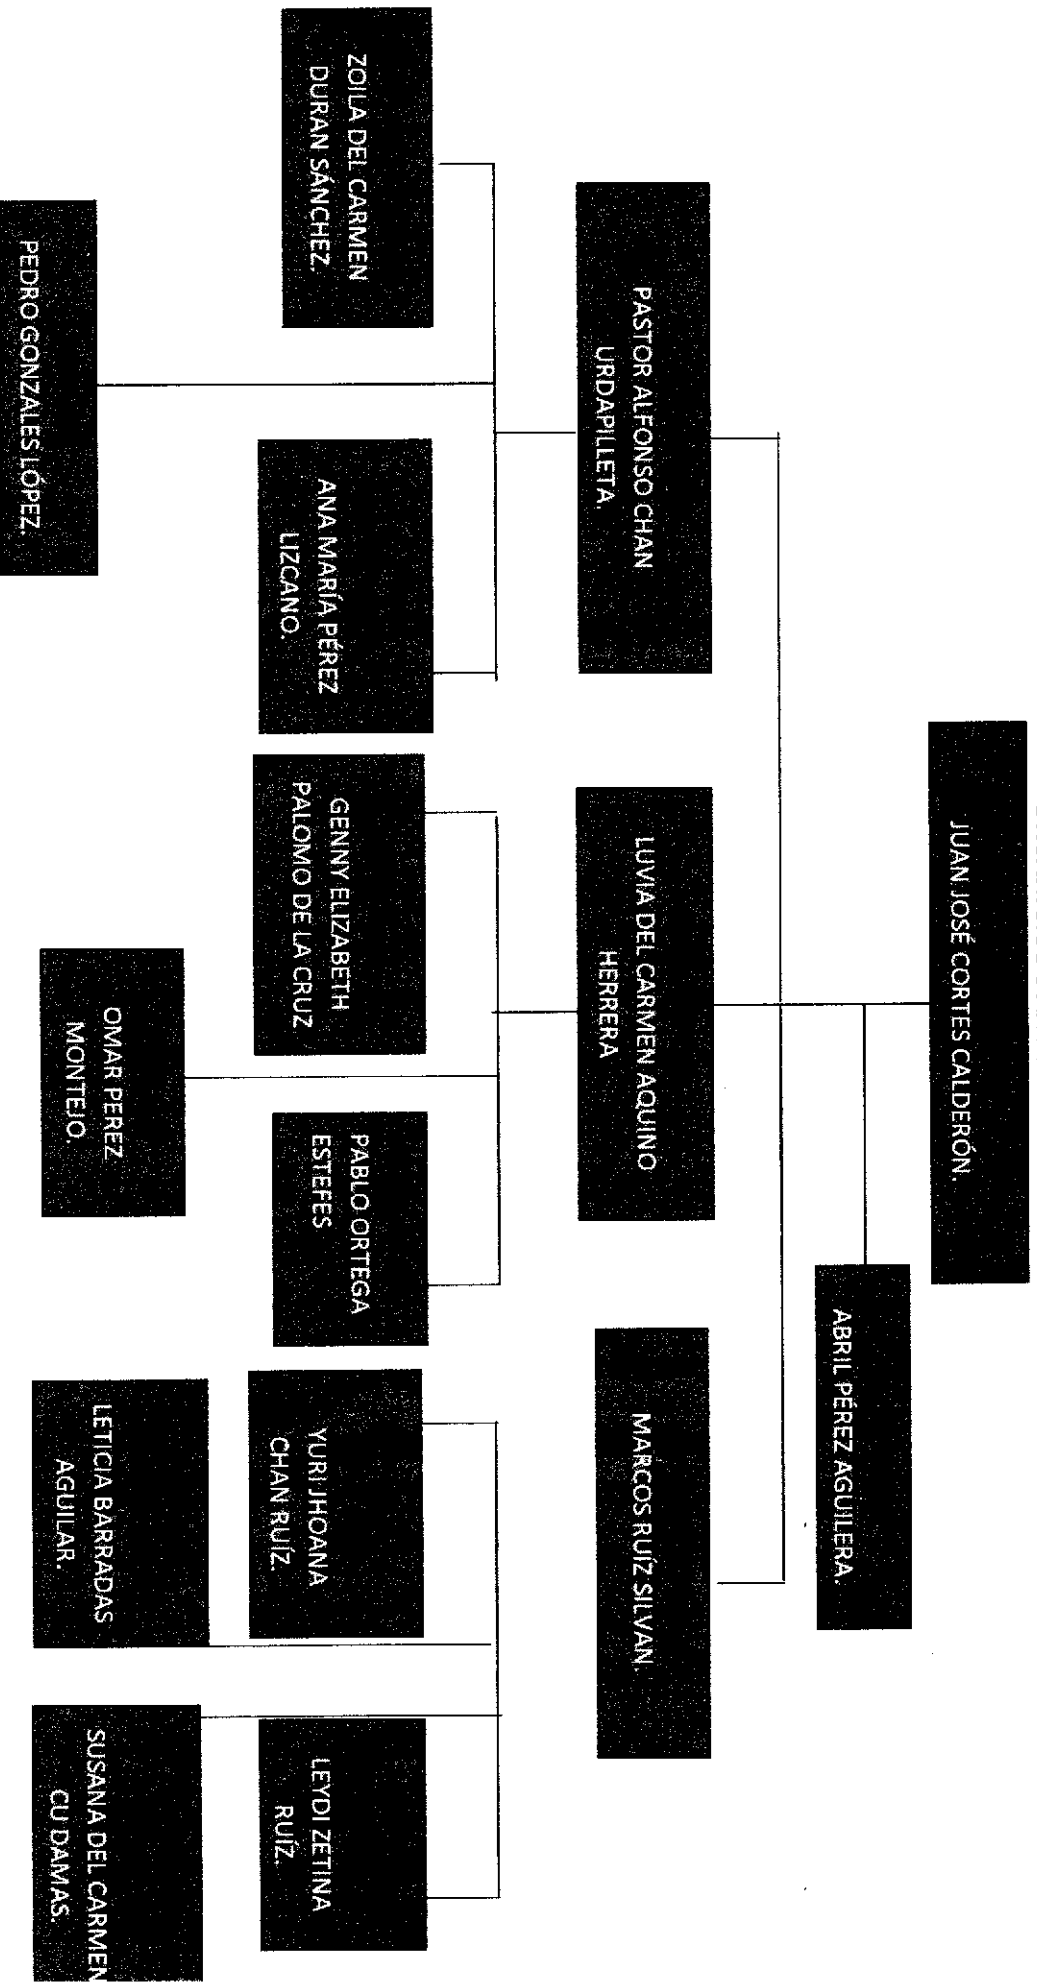 JUAN JOSÉ CORTES CALDERÓN.
ABRIL PÉREZ AGUILERA.
PASTOR ALFONSO CHAN
URDAPILLETA.
LUVIA DEL CARMEN AQUINO
HERRERA
MARCOS RUÍZ SILVAN.
ZOILA DEL CARMEN
DURAN SÁNCHEZ.
ANA MARÍA PÉREZ
LIZCANO.
GENNY ELIZABETH
PALOMO DE LA CRUZ
PABLO ORTEGA
ESTEFES
YURI JHOANA
CHAN RUÍZ.
LEYDI ZETINA
RUÍZ.
PEDRO GONZALES LÓPEZ.
OMAR PEREZ
MONTEJO.
LETICIA BARRADAS
AGUILAR.
SUSANA DEL CARMEN
CU DAMAS.